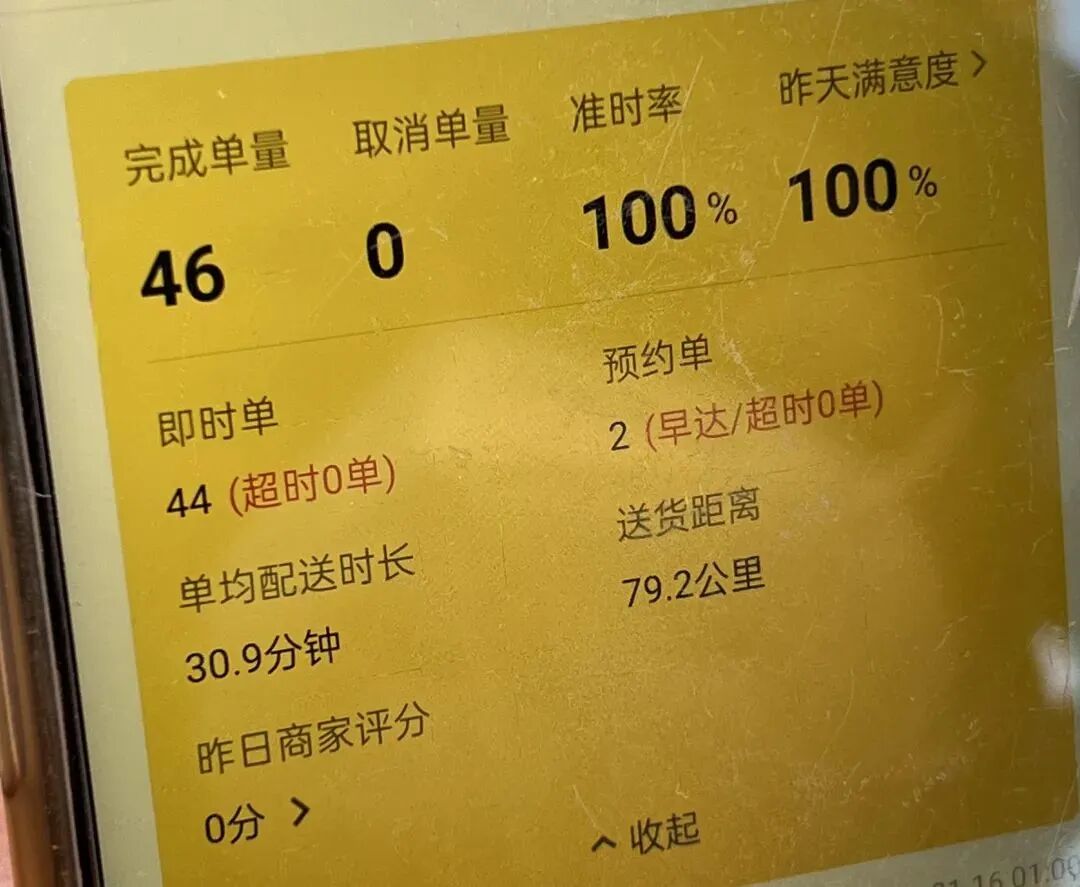 完成单量 取消单量 准时率 昨天满意度 >
46 0 100% 100%
即时单 预约单
44 (超时0单) 2 (早达/超时0单)
单均配送时长 送货距离
30.9分钟 79.2公里
昨日商家评分
0分 >
收起
16 01:00